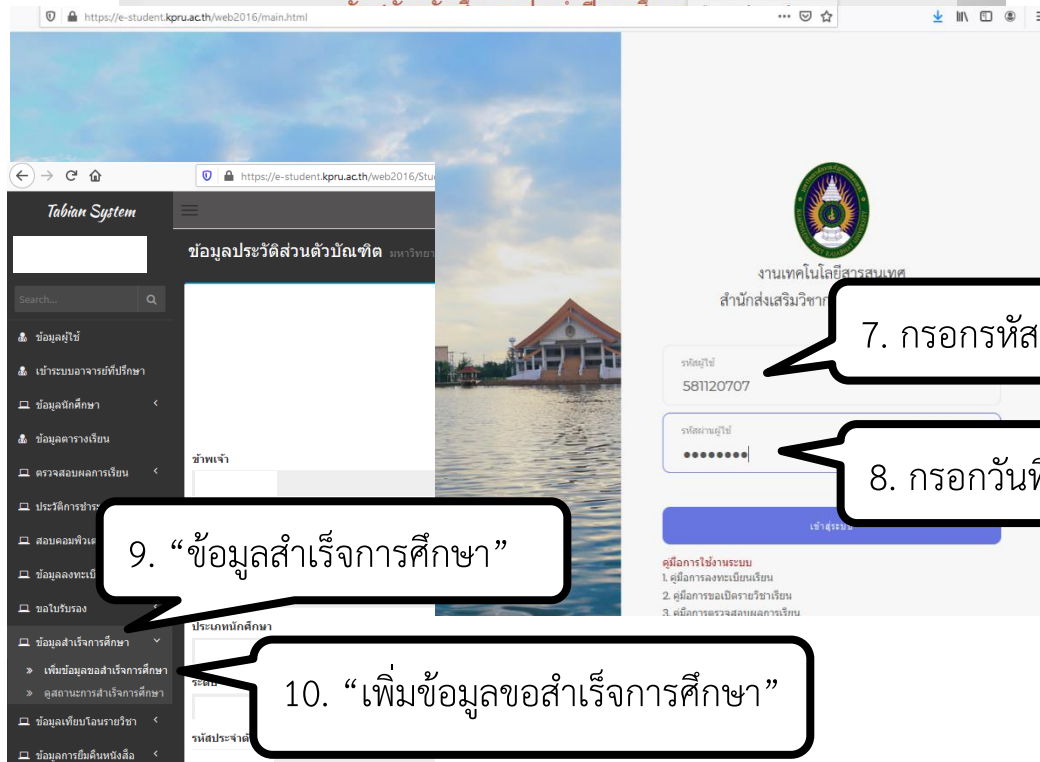 https://e-student.kpru.ac.th/web2016/main.html
งานเทคโนโลยีสารสนเทศ
สำนักส่งเสริมวิชาก
7. กรอกรหัส
รหัสผู้ใช้
581120707
รหัสผ่านผู้ใช้
8. กรอกวันที่
เข้าสู่ระบบ
คู่มือการใช้งานระบบ
1. คู่มือการลงทะเบียนเรียน
2. คู่มือการขอเปิดรายวิชาเรียน
3. คู่มือการตรวจสอบผลการเรียน
https://e-student.kpru.ac.th/web2016/Stu
Tabian System
ข้อมูลประวัติส่วนตัวบัณฑิต มหาวิทยา
Search...
ข้อมูลผู้ใช้
เข้าระบบอาจารย์ที่ปรึกษา
ข้อมูลนักศึกษา
ข้อมูลตารางเรียน
ตรวจสอบผลการเรียน
ประวัติการชำระ
สอบคอมพิวเต
ข้อมูลลงทะเบี
ขอใบรับรอง
ข้อมูลสำเร็จการศึกษา
เพิ่มข้อมูลขอสำเร็จการศึกษา
ดูสถานะการสำเร็จการศึกษา
ข้อมูลเทียบโอนรายวิชา
ข้อมูลการยืมคืนหนังสือ
ข้าพเจ้า
9. “ข้อมูลสำเร็จการศึกษา”
ประเภทนักศึกษา
ระดับ
10. “เพิ่มข้อมูลขอสำเร็จการศึกษา”
รหัสประจำตั